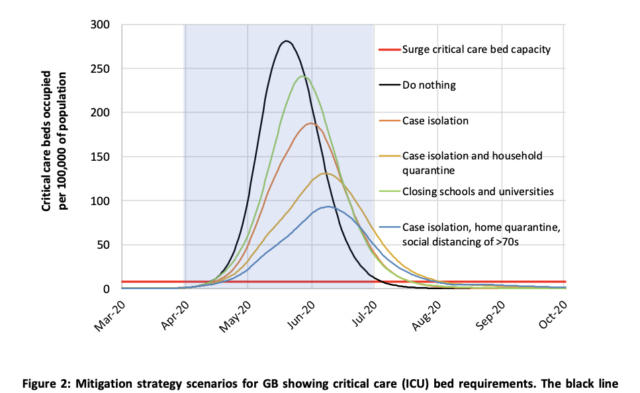 300
250
200
150
100
50
0
Critical care beds occupied
per 100,000 of population
Surge critical care bed capacity
Do nothing
Case isolation
Case isolation and household
quarantine
Closing schools and universities
Case isolation, home quarantine,
social distancing of >70s
Mar-20
Apr-20
May-20
Jun-20
Jul-20
Aug-20
Sep-20
Oct-20
Figure 2: Mitigation strategy scenarios for GB showing critical care (ICU) bed requirements. The black line